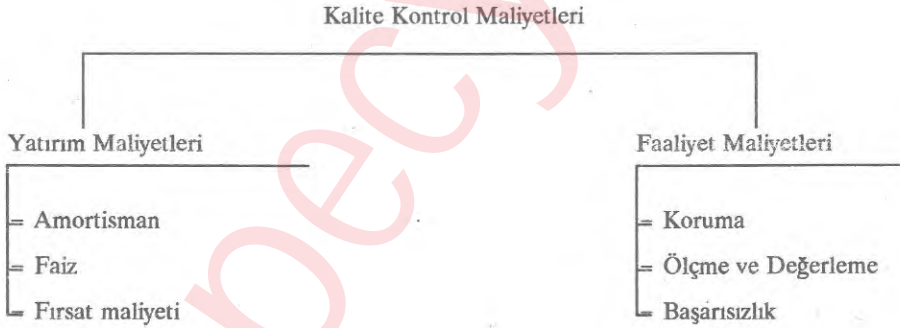 Kalite Kontrol Maliyetleri
Yatırım Maliyetleri
Amortisman
Faiz
Fırsat maliyeti
Faaliyet Maliyetleri
Koruma
Ölçme ve Değerleme
Başarısızlık